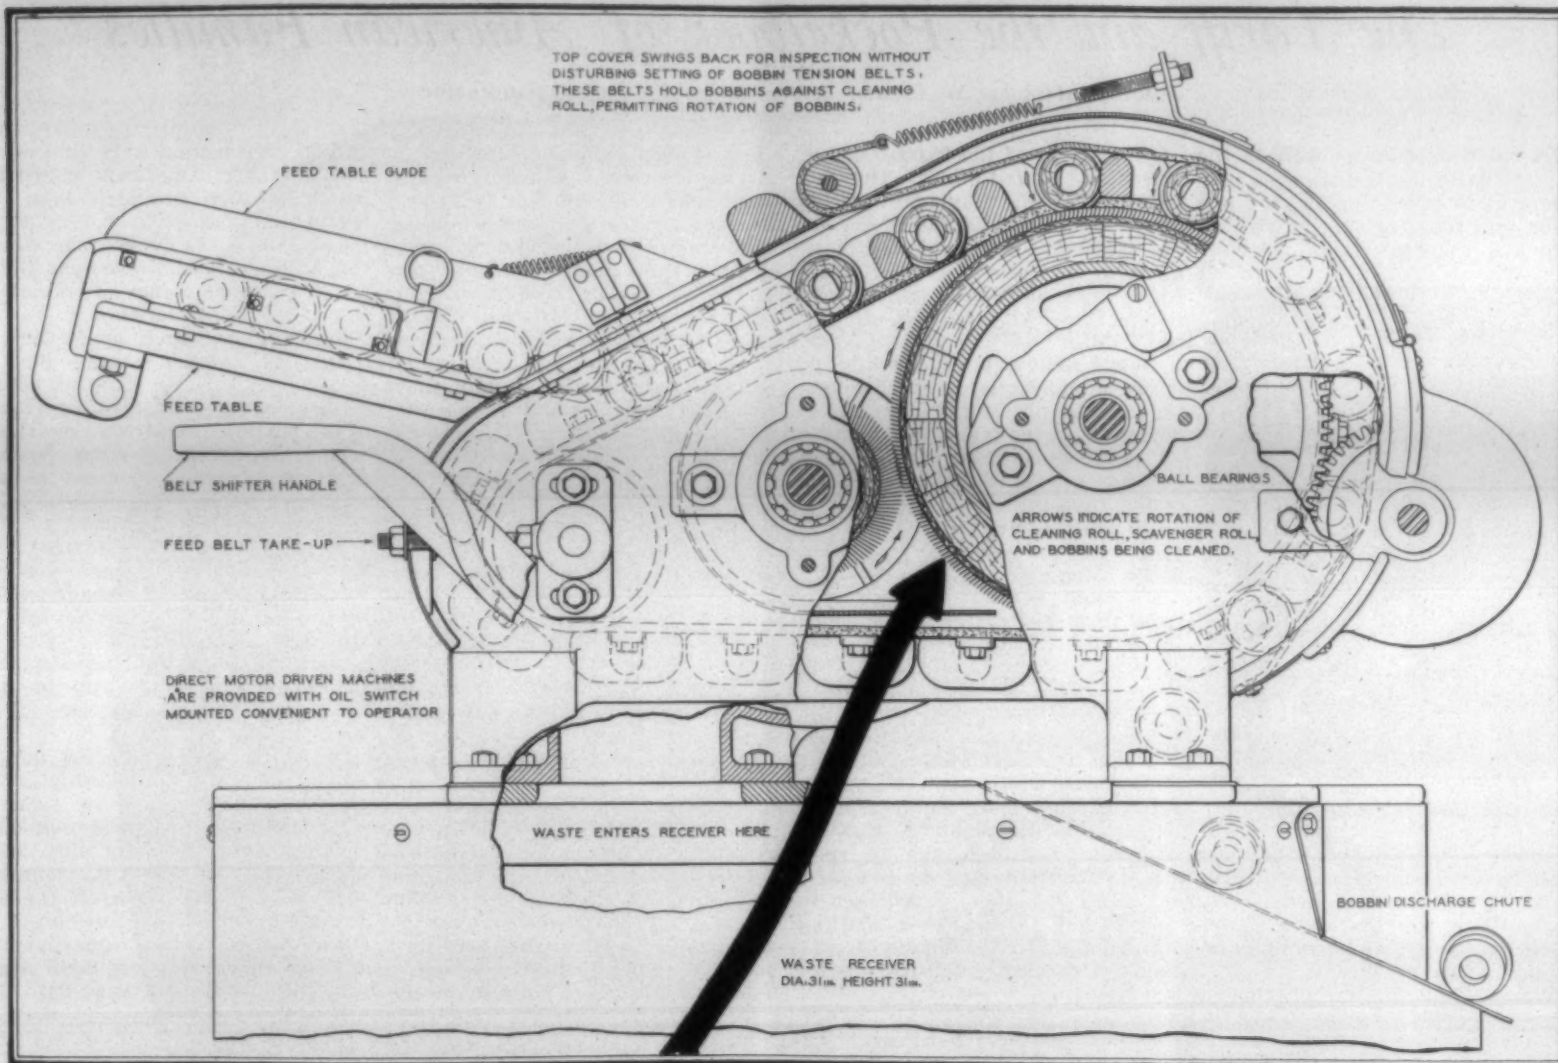 TOP COVER SWINGS BACK FOR INSPECTION WITHOUT
DISTURBING SETTING OF BOBBIN TENSION BELTS,
THESE BELTS HOLD BOBBINS AGAINST CLEANING
ROLL, PERMITTING ROTATION OF BOBBINS.
FEED TABLE GUIDE
FEED TABLE
BELT SHIFTER HANDLE
BALL BEARINGS
FEED BELT TAKE-UP
ARROWS INDICATE ROTATION OF
CLEANING ROLL, SCAVENGER ROLL,
AND BOBBINS BEING CLEANED.
DIRECT MOTOR DRIVEN MACHINES
ARE PROVIDED WITH OIL SWITCH
MOUNTED CONVENIENT TO OPERATOR
WASTE ENTERS RECEIVER HERE
BOBBIN DISCHARGE CHUTE
WASTE RECEIVER
DIA. 31 IN. HEIGHT 31 IN.